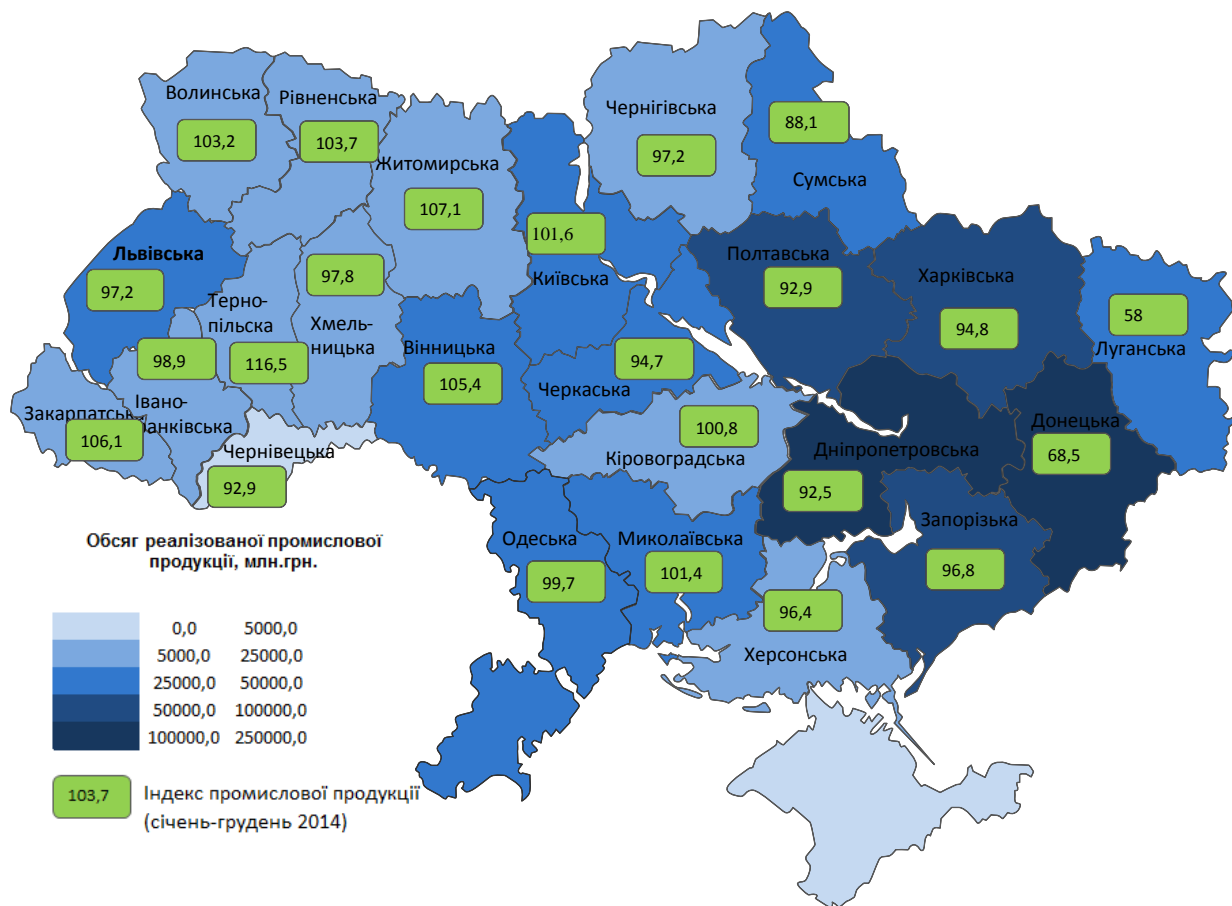 Волинська
103,2
Рівненська
103,7
Житомирська
107,1
Чернігівська
97,2
88,1
Сумська
101,6
Київська
Львівська
97,2
97,8
Хмель-
ницька
Терно-
пільска
116,5
98,9
Івано-
ранківська
Закарпатськ
106,1
Чернівецька
92,9
Вінницька
105,4
94,7
Черкаська
Полтавська
92,9
Харківська
94,8
58
Луганська
100,8
Кіровоградська
Дніпропетровська
92,5
Донецька
68,5
Запорізька
96,8
Одеська
99,7
Миколаївська
101,4
96,4
Херсонська
Обсяг реалізованої промислової
продукції, млн.грн.
0,0 5000,0
5000,0 25000,0
25000,0 50000,0
50000,0 100000,0
100000,0 250000,0
103,7 Індекс промислової продукції
(січень-грудень 2014)